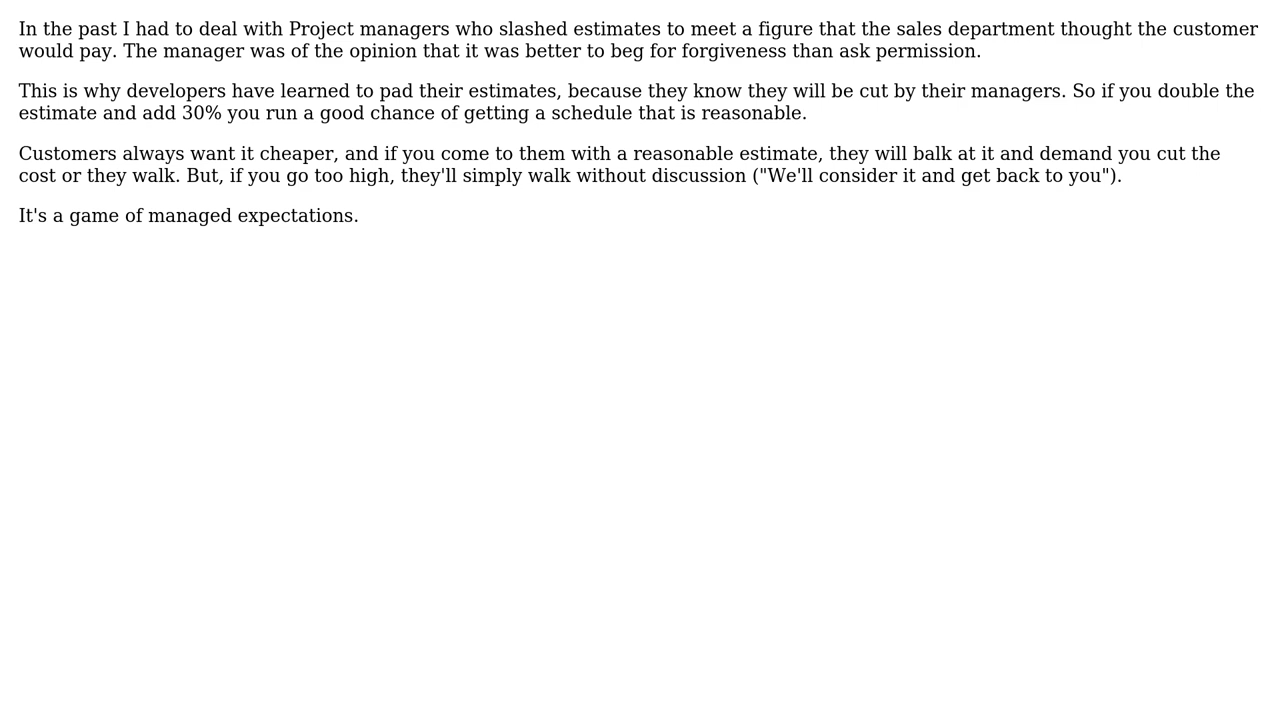 In the past I had to deal with Project managers who slashed estimates to meet a figure that the sales department thought the customer
would pay. The manager was of the opinion that it was better to beg for forgiveness than ask permission.
This is why developers have learned to pad their estimates, because they know they will be cut by their managers. So if you double the
estimate and add 30% you run a good chance of getting a schedule that is reasonable.
Customers always want it cheaper, and if you come to them with a reasonable estimate, they will balk at it and demand you cut the
cost or they walk. But, if you go too high, they'll simply walk without discussion ("We'll consider it and get back to you").
It's a game of managed expectations.